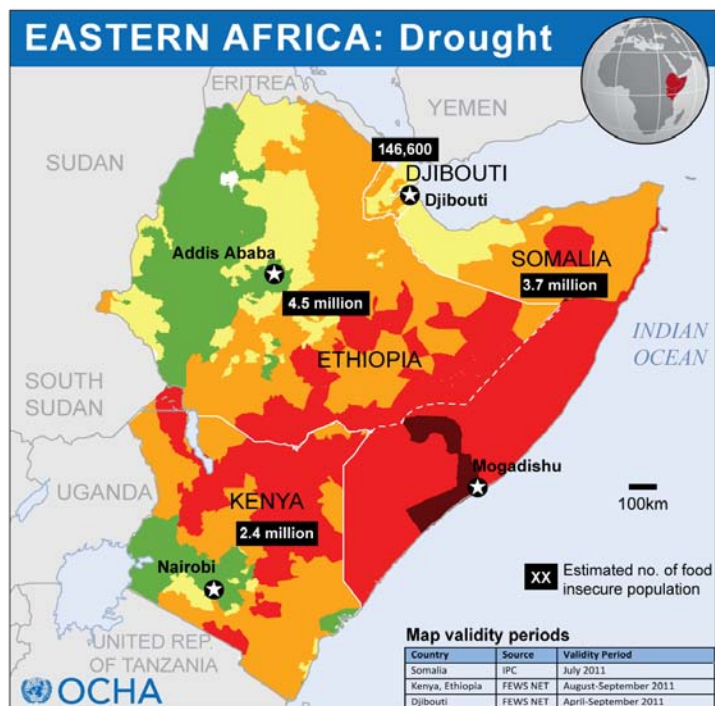 EASTERN AFRICA: Drought
ERITREA
YEMEN
SUDAN
146,600
DJIBOUTI
Djibouti
Addis Ababa
SOMALIA
3.7 million
4.5 million
INDIAN
OCEAN
ETHIOPIA
SOUTH
SUDAN
Mogadishu
UGANDA
KENYA
100km
2.4 million
Nairobi
XX Estimated no. of food
insecure population
UNITED REP.
OF TANZANIA
Map validity periods
Country Source Validity Period
Somalia IPC July 2011
Kenya, Ethiopia FEWS NET August-September 2011
Djibouti FEWS NET April-September 2011
OCHA